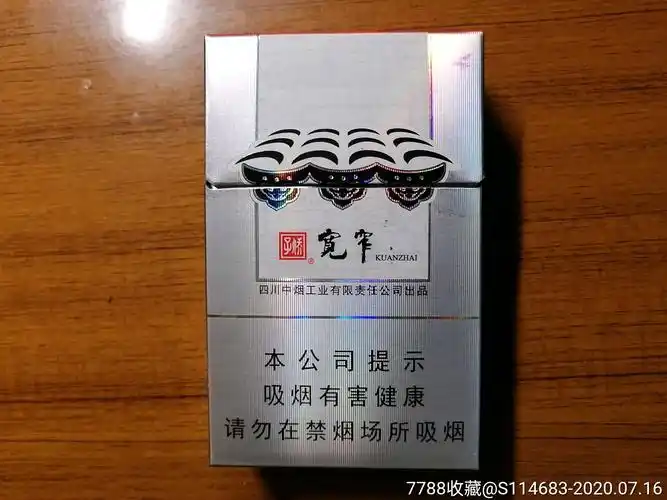 娇子® 宽窄 KUANZHAI
四川中烟工业有限责任公司出品
本公司提示
吸烟有害健康
请勿在禁烟场所吸烟
7788收藏@S114683-2020.07.16